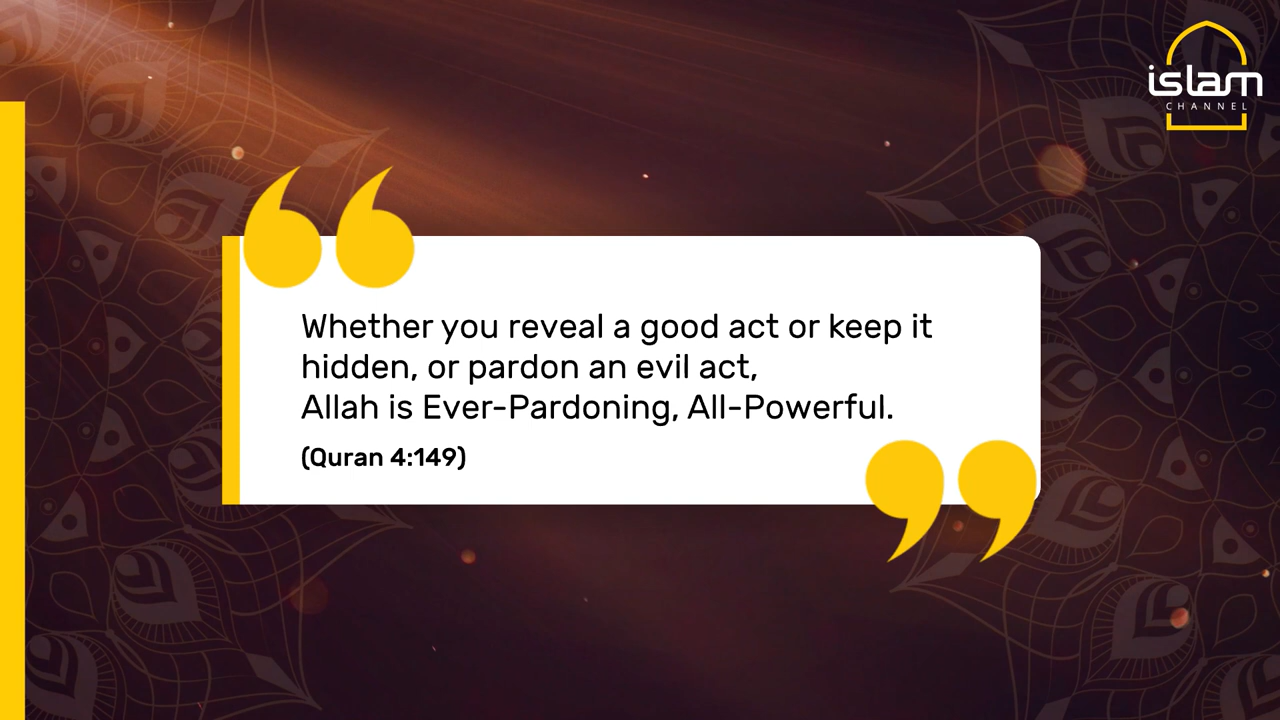 islam
CHANNEL
Whether you reveal a good act or keep it
hidden, or pardon an evil act,
Allah is Ever-Pardoning, All-Powerful.
(Quran 4:149)